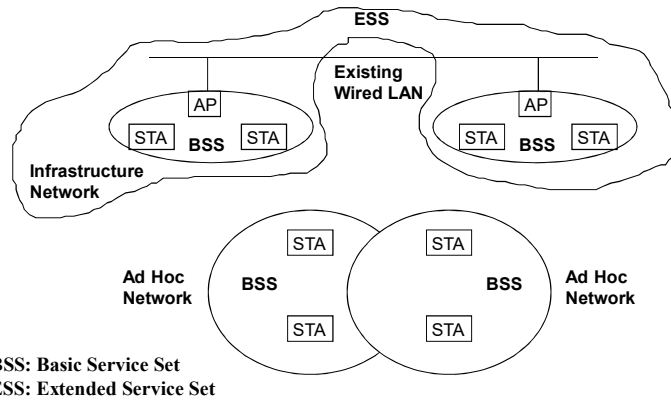 ESS
Existing
Wired LAN
AP
AP
STA
BSS
STA
STA
BSS
STA
Infrastructure
Network
STA
STA
Ad Hoc
Network
BSS
BSS
Ad Hoc
Network
STA
STA
BSS: Basic Service Set
ESS: Extended Service Set